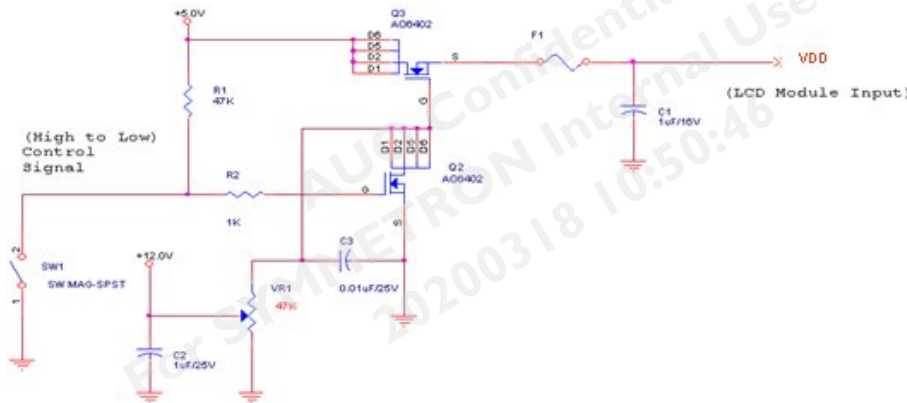 +5.0V
Q3
AO6402
D6
D5
D2
D1
S
G
F1
VDD
(LCD Module Input)
C1
1uF/16V
R1
47K
(High to Low)
Control
Signal
R2
1K
D1
D2
D5
D6
Q2
AO6402
G
S
2
SW1
SW MAG-SPST
1
+12.0V
C3
0.01uF/25V
VR1
47K
C2
1uF/25V
AUO Confidential
For SYMMETRON Internal Use
20200318 10:50:46